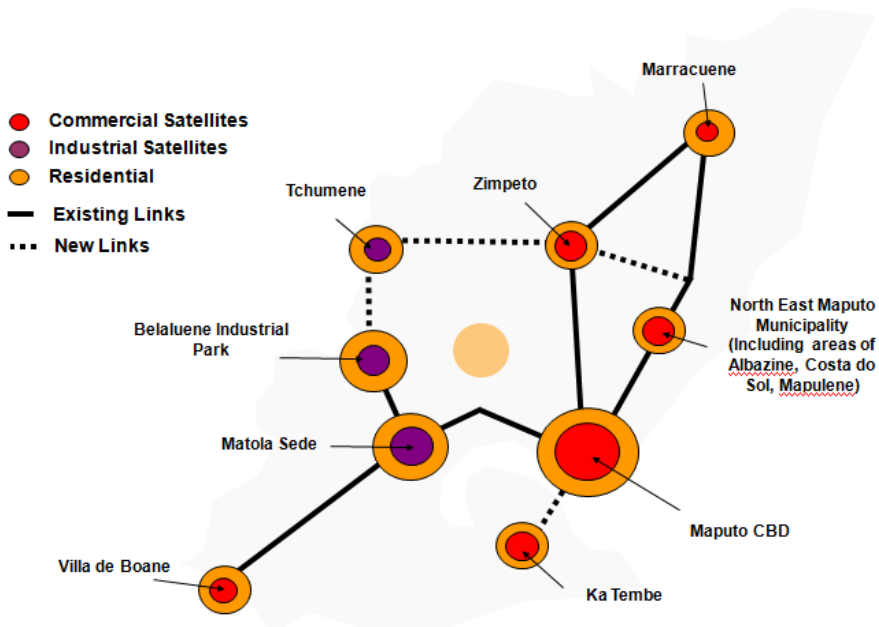 Marracuene
Commercial Satellites
Industrial Satellites
Residential
Existing Links
New Links
Tchumene
Zimpeto
North East Maputo
Municipality
(Including areas of
Albazine, Costa do
Sol, Mapulene)
Belaluene Industrial
Park
Matola Sede
Maputo CBD
Villa de Boane
Ka Tembe